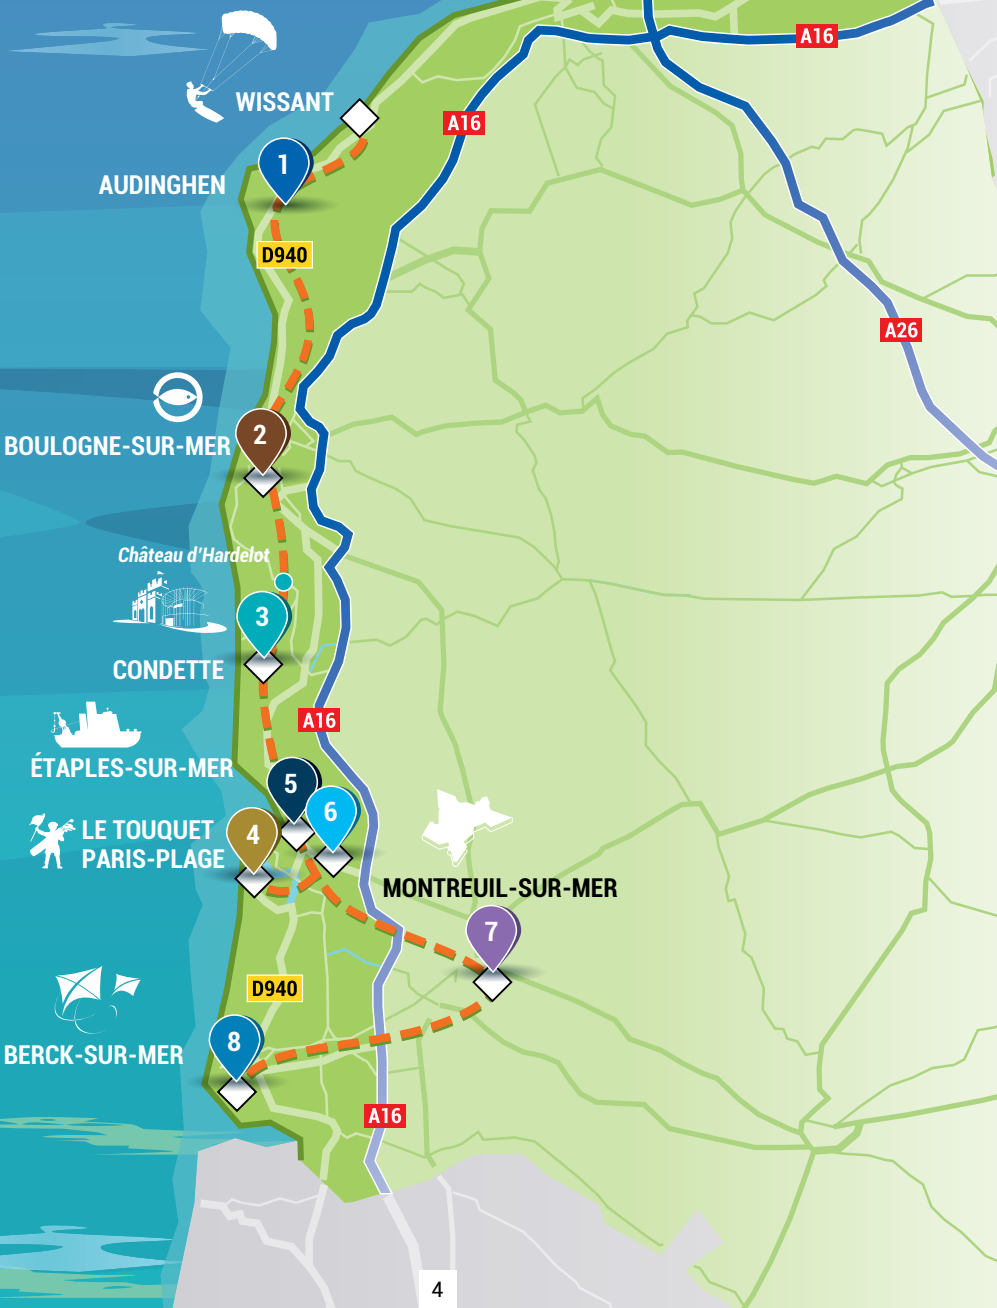 A16
WISSANT
A16
1
AUDINGHEN
D940
A26
2
BOULOGNE-SUR-MER
Château d'Hardelot
3
CONDETTE
A16
ÉTAPLES-SUR-MER
5
6
4
LE TOUQUET
PARIS-PLAGE
MONTREUIL-SUR-MER
7
D940
8
BERCK-SUR-MER
A16
4